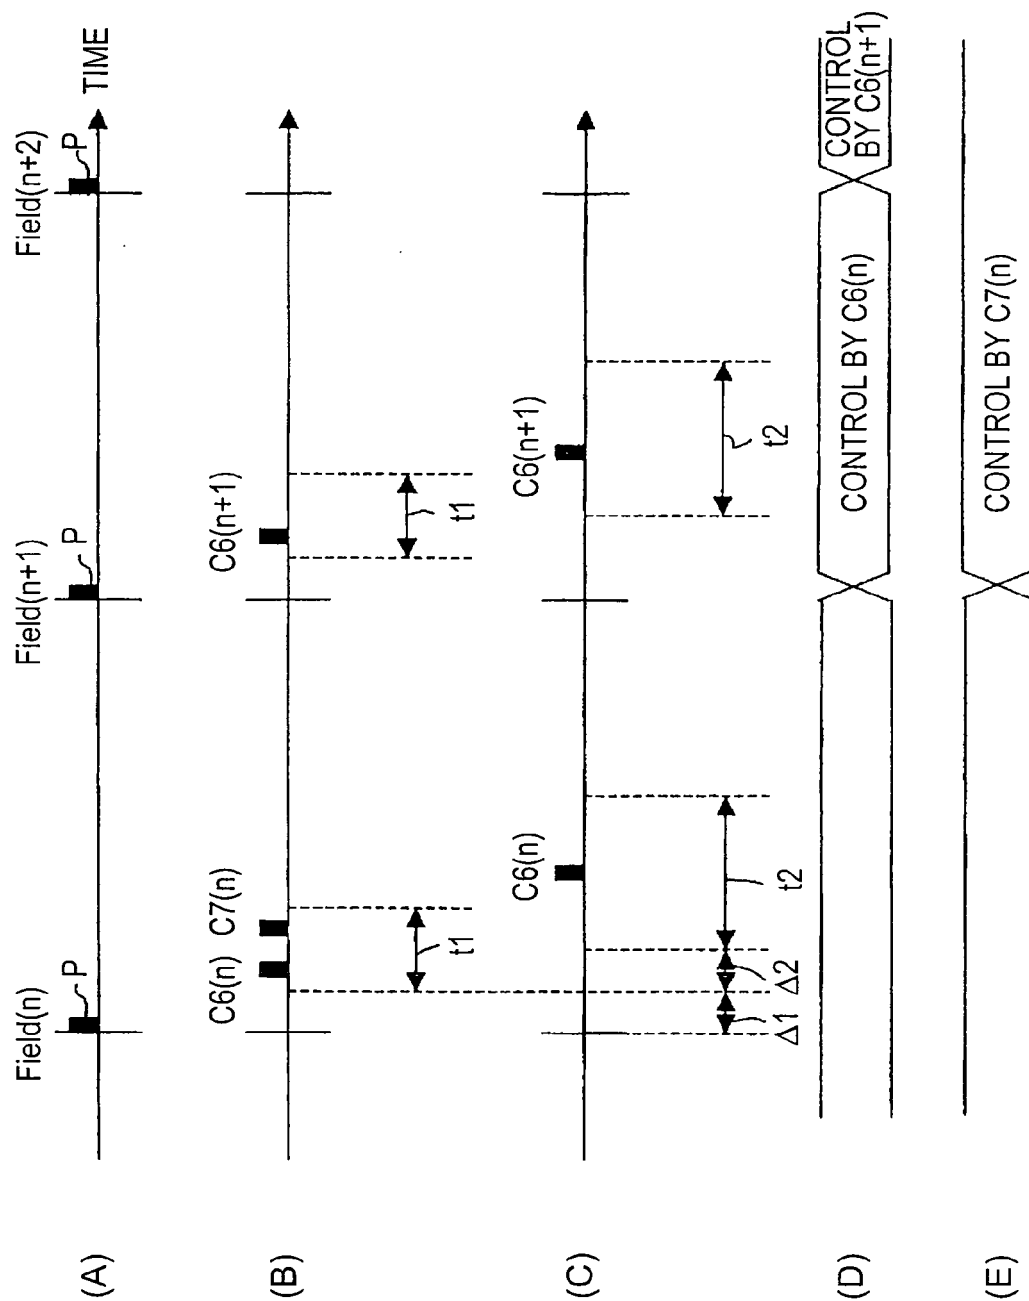 (A)
Field(n)
P
Field(n+1)
P
Field(n+2)
P
TIME
(B)
C6(n)
C7(n)
t1
C6(n+1)
t1
(C)
C6(n)
Δ1
Δ2
t2
C6(n+1)
t2
(D)
CONTROL BY C6(n)
CONTROL
BY C6(n+1)
(E)
CONTROL BY C7(n)